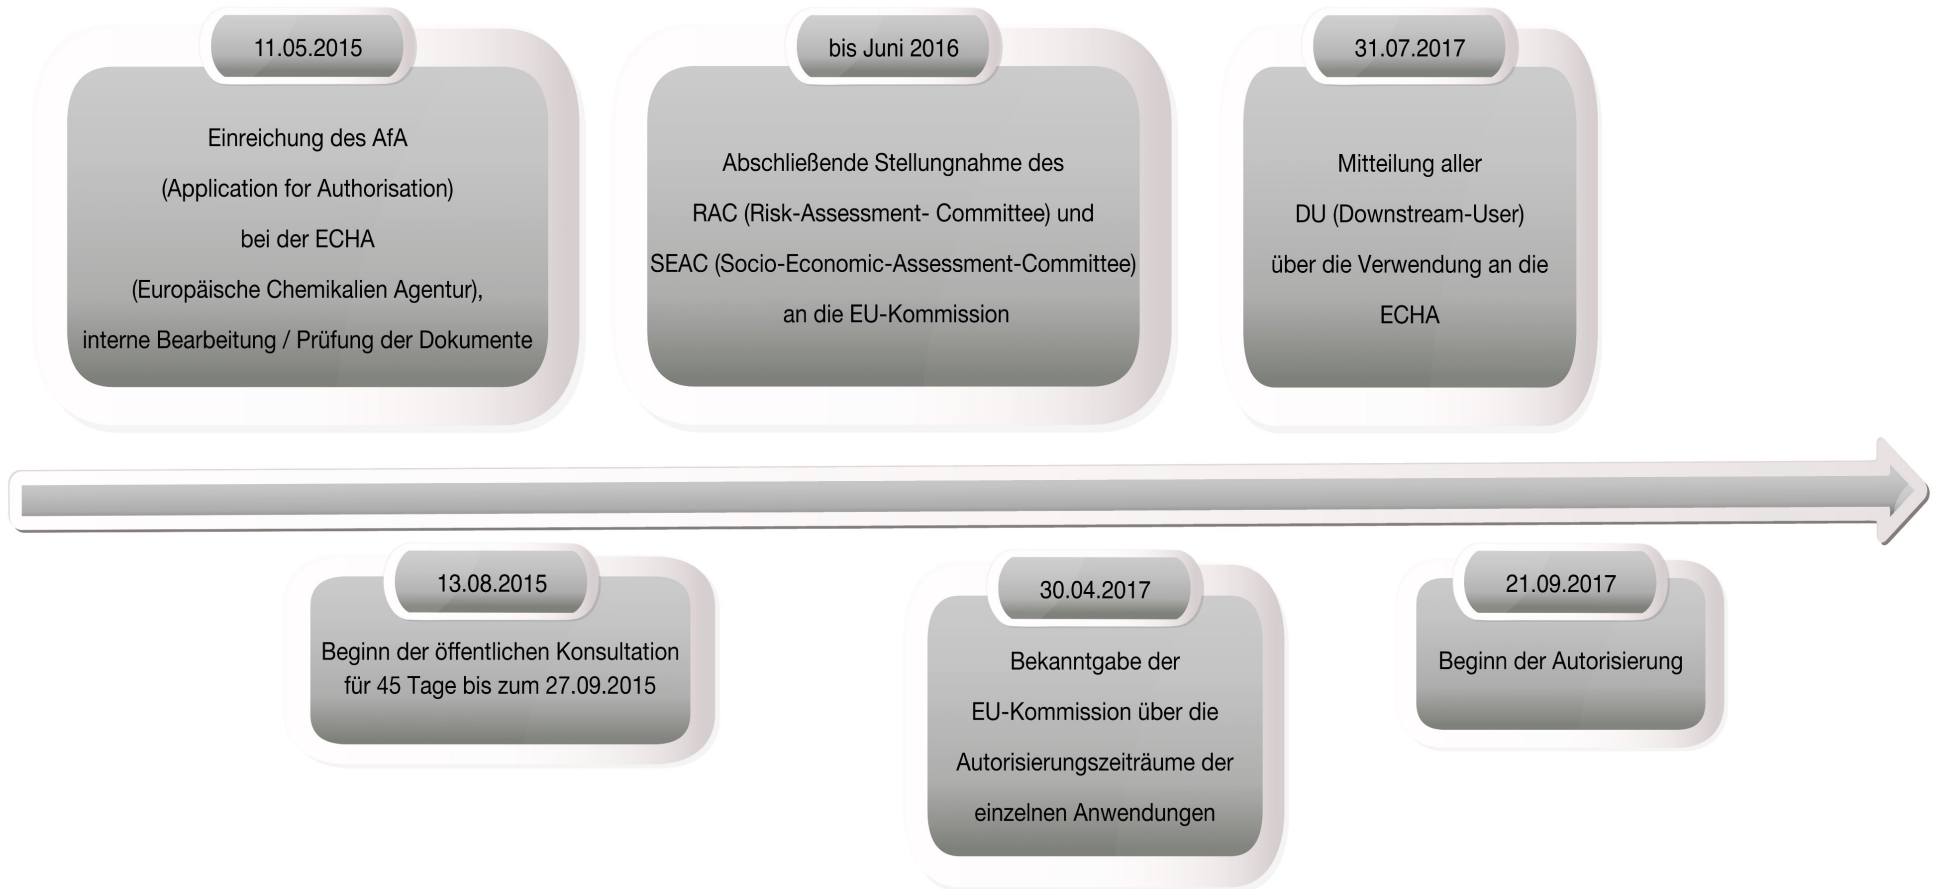 11.05.2015
Einreichung des AfA
(Application for Authorisation)
bei der ECHA
(Europäische Chemikalien Agentur),
interne Bearbeitung / Prüfung der Dokumente
bis Juni 2016
Abschließende Stellungnahme des
RAC (Risk-Assessment- Committee) und
SEAC (Socio-Economic-Assessment-Committee)
an die EU-Kommission
31.07.2017
Mitteilung aller
DU (Downstream-User)
über die Verwendung an die
ECHA
13.08.2015
Beginn der öffentlichen Konsultation
für 45 Tage bis zum 27.09.2015
30.04.2017
Bekanntgabe der
EU-Kommission über die
Autorisierungszeiträume der
einzelnen Anwendungen
21.09.2017
Beginn der Autorisierung